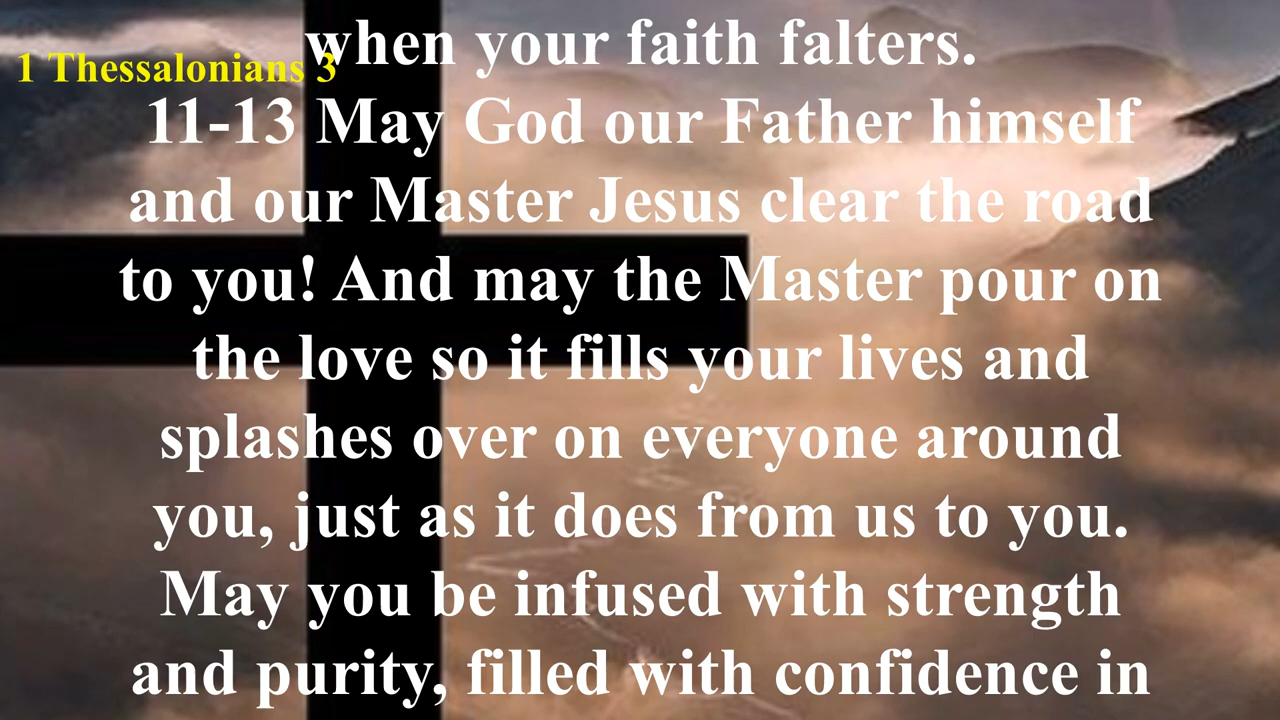 when your faith falters.
1 Thessalonians 3
11-13 May God our Father himself
and our Master Jesus clear the road
to you! And may the Master pour on
the love so it fills your lives and
splashes over on everyone around
you, just as it does from us to you.
May you be infused with strength
and purity, filled with confidence in